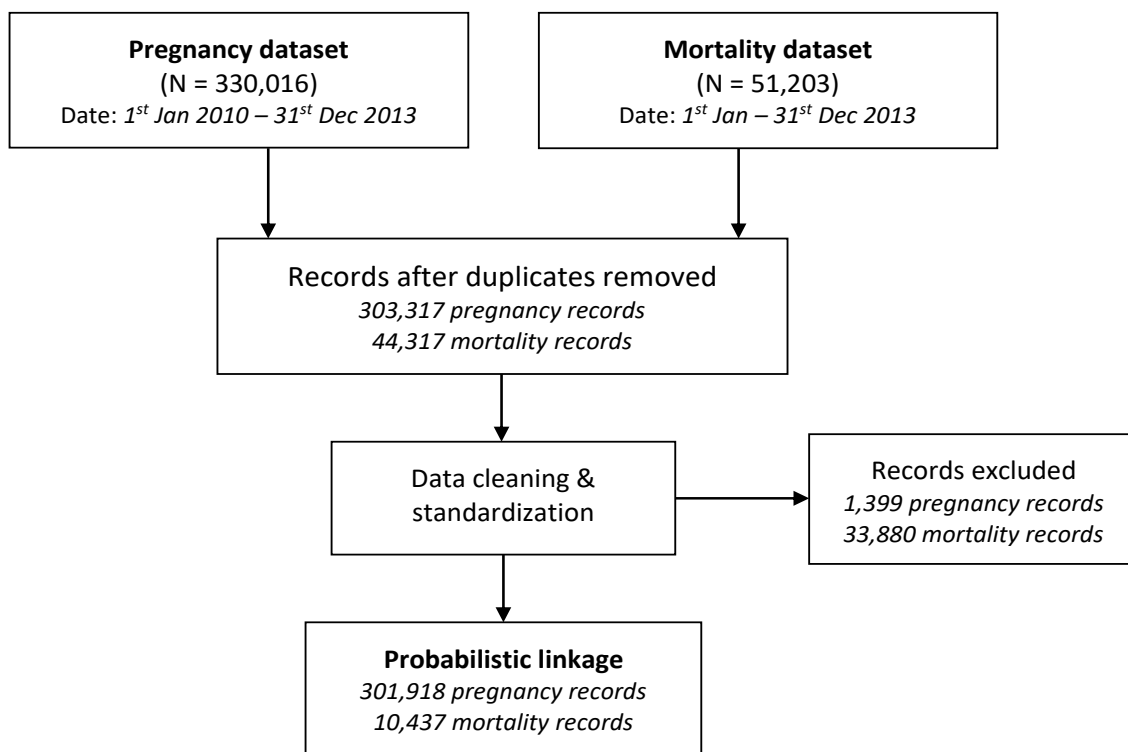 Pregnancy dataset
(N = 330,016)
Date: 1st Jan 2010 – 31st Dec 2013
Mortality dataset
(N = 51,203)
Date: 1st Jan – 31st Dec 2013
Records after duplicates removed
303,317 pregnancy records
44,317 mortality records
Data cleaning &
standardization
Records excluded
1,399 pregnancy records
33,880 mortality records
Probabilistic linkage
301,918 pregnancy records
10,437 mortality records